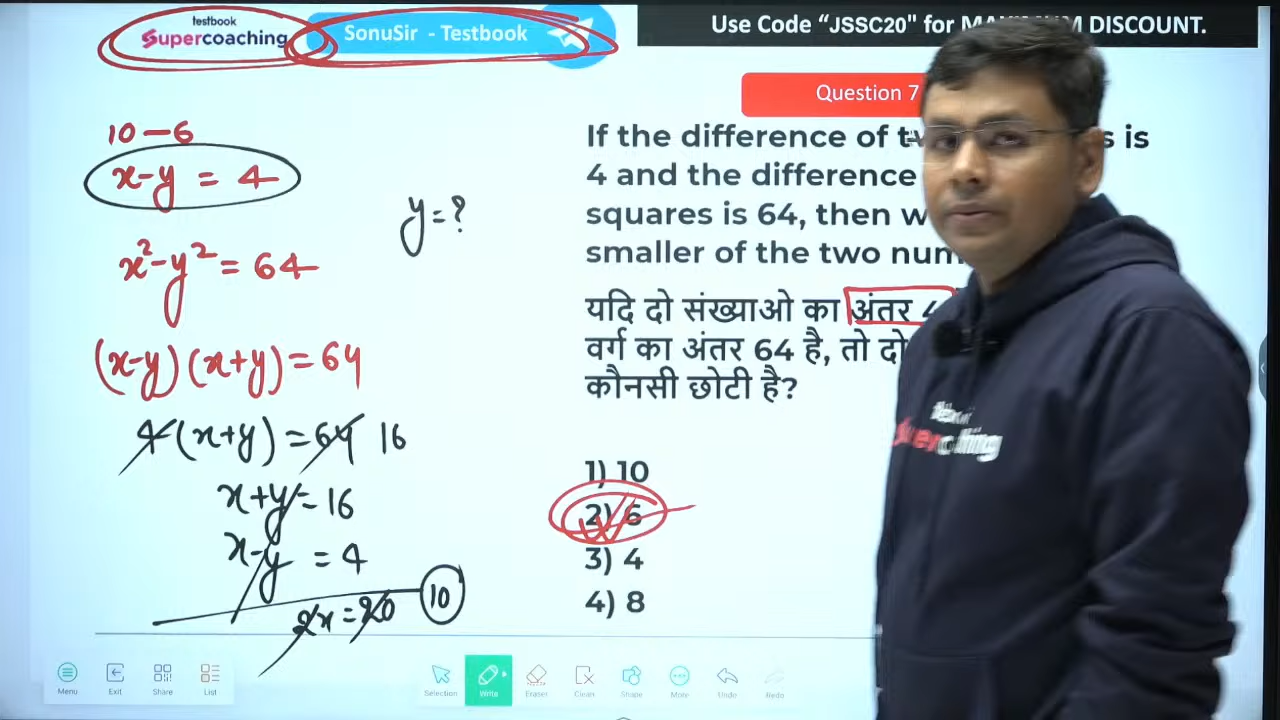 testbook
Supercoaching
SonuSir - Testbook
Use Code “JSSC20" for DISCOUNT.
Question 7
If the difference of is
4 and the difference
squares is 64, then
smaller of the two
यदि दो संख्याओ का अंतर 4
वर्ग का अंतर 64 है, तो दो
कौनसी छोटी है?
1) 10
2) 6
3) 4
4) 8
10 – 6
x-y = 4
y = ?
x² - y² = 64
(x-y) (x+y) = 64
4 (x+y) = 64 16
x+y = 16
x-y = 4
2x = 20 10
Menu
Exit
Share
List
Selection
Write
Eraser
Clean
Shape
More
Undo
Redo